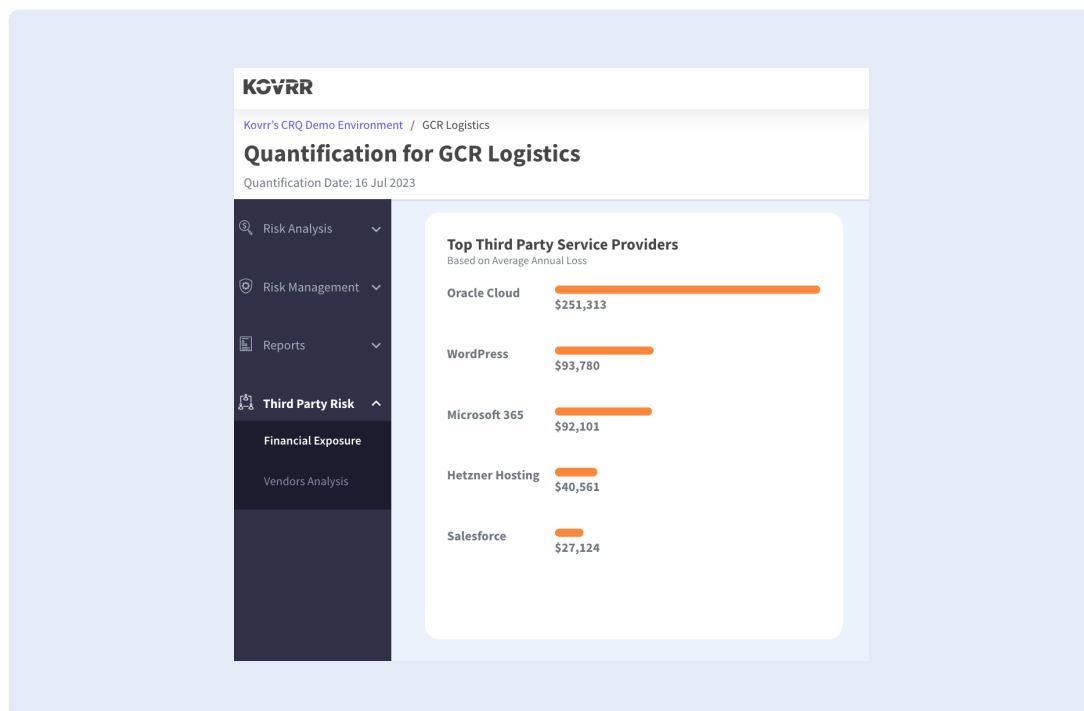 KOVRR
Kovrr's CRQ Demo Environment / GCR Logistics
Quantification for GCR Logistics
Quantification Date: 16 Jul 2023
Risk Analysis
Risk Management
Reports
Third Party Risk
Financial Exposure
Vendors Analysis
Top Third Party Service Providers
Based on Average Annual Loss
Oracle Cloud
$251,313
WordPress
$93,780
Microsoft 365
$92,101
Hetzner Hosting
$40,561
Salesforce
$27,124